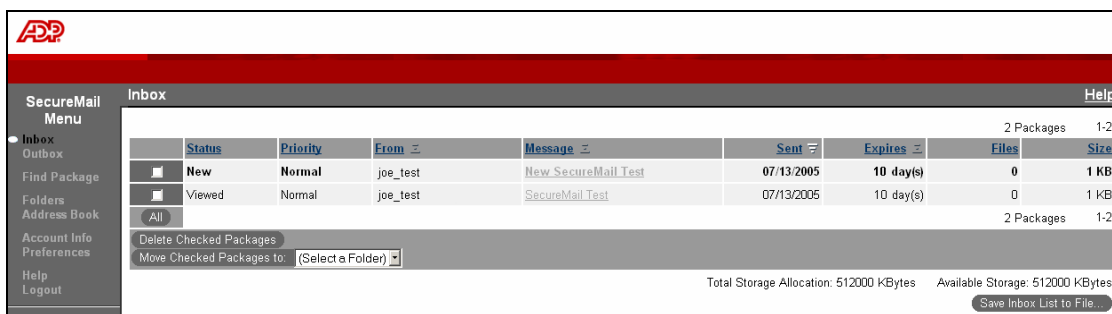 ADP
SecureMail
Menu
Inbox
Outbox
Find Package
Folders
Address Book
Account Info
Preferences
Help
Logout
Inbox Help
2 Packages 1-2
Status Priority From Message Sent Expires Files Size
New Normal joe_test New SecureMail Test 07/13/2005 10 day(s) 0 1 KB
Viewed Normal joe_test SecureMail Test 07/13/2005 10 day(s) 0 1 KB
All 2 Packages 1-2
Delete Checked Packages
Move Checked Packages to: (Select a Folder)
Total Storage Allocation: 512000 KBytes Available Storage: 512000 KBytes
Save Inbox List to File...